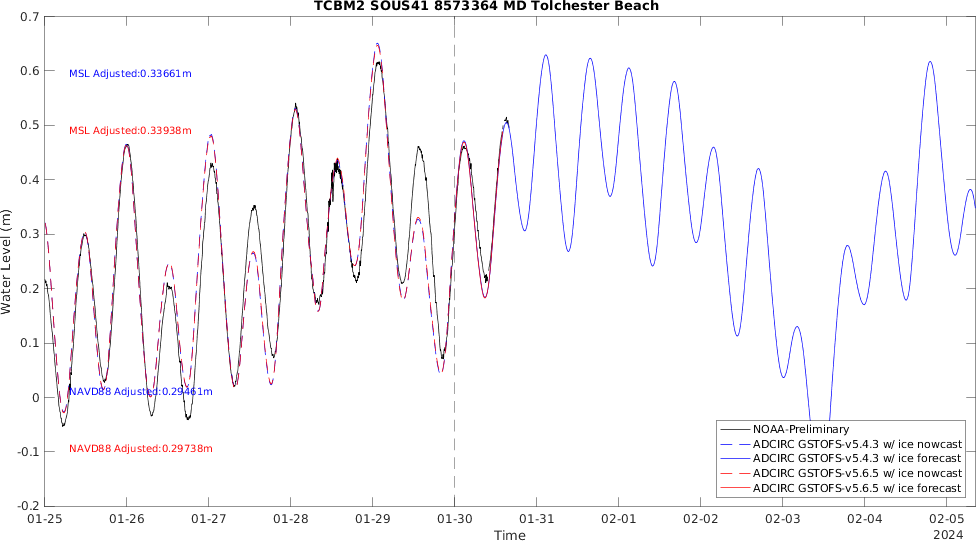 TCBM2 SOUS41 8573364 MD Tolchester Beach
0.7
0.6
0.5
0.4
0.3
0.2
0.1
0
-0.1
-0.2
Water Level (m)
MSL Adjusted:0.33661m
MSL Adjusted:0.33938m
NAVD88 Adjusted:0.29461m
NAVD88 Adjusted:0.29738m
NOAA-Preliminary
ADCIRC GSTOFS-v5.4.3 w/ ice nowcast
ADCIRC GSTOFS-v5.4.3 w/ ice forecast
ADCIRC GSTOFS-v5.6.5 w/ ice nowcast
ADCIRC GSTOFS-v5.6.5 w/ ice forecast
01-25 01-26 01-27 01-28 01-29 01-30 01-31 02-01 02-02 02-03 02-04 02-05
Time
2024